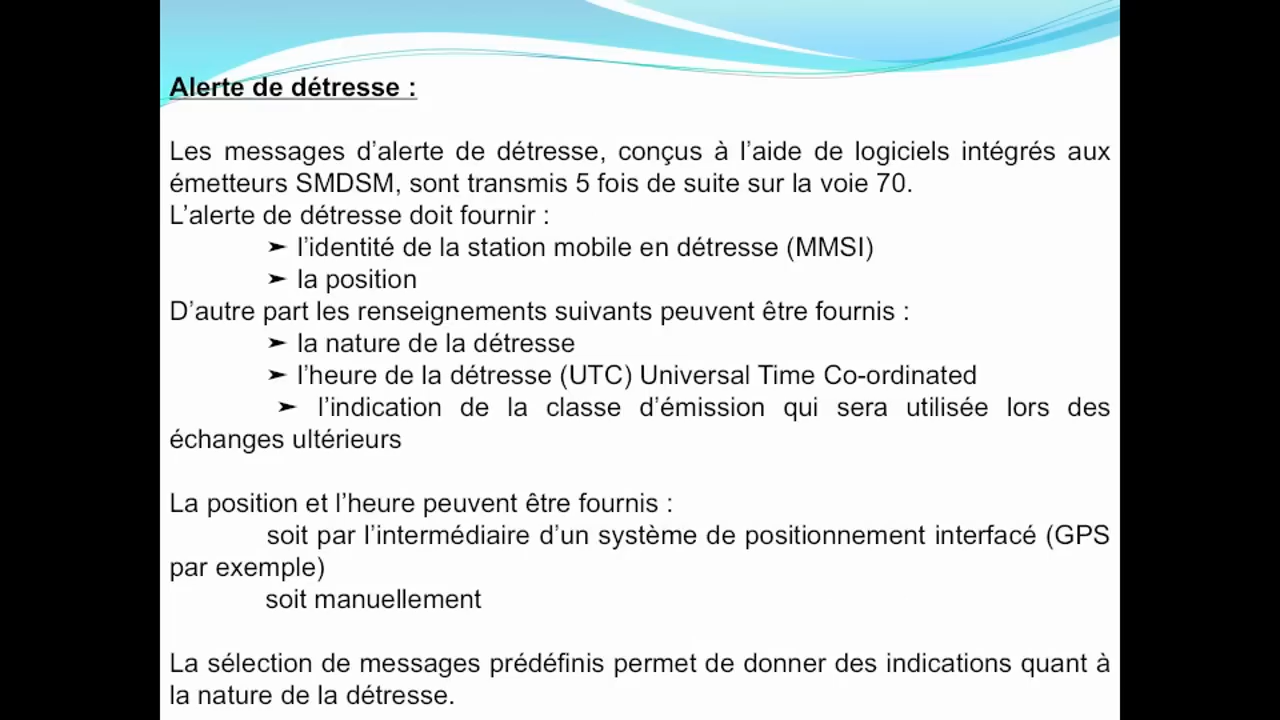 Alerte de détresse :
Les messages d’alerte de détresse, conçus à l’aide de logiciels intégrés aux
émetteurs SMDSM, sont transmis 5 fois de suite sur la voie 70.
L’alerte de détresse doit fournir :
➢ l’identité de la station mobile en détresse (MMSI)
➢ la position
D’autre part les renseignements suivants peuvent être fournis :
➢ la nature de la détresse
➢ l’heure de la détresse (UTC) Universal Time Co-ordinated
➢ l’indication de la classe d’émission qui sera utilisée lors des
échanges ultérieurs
La position et l’heure peuvent être fournis :
soit par l’intermédiaire d’un système de positionnement interfacé (GPS
par exemple)
soit manuellement
La sélection de messages prédéfinis permet de donner des indications quant à
la nature de la détresse.